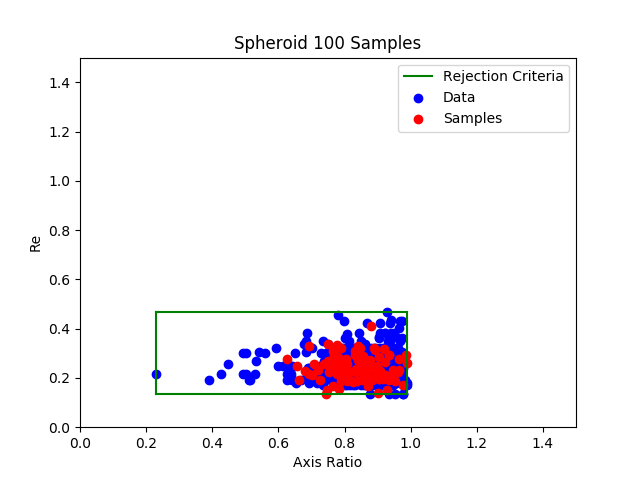 Spheroid 100 Samples
Rejection Criteria
Data
Samples
Re
1.4
1.2
1.0
0.8
0.6
0.4
0.2
0.0
0.0 0.2 0.4 0.6 0.8 1.0 1.2 1.4
Axis Ratio